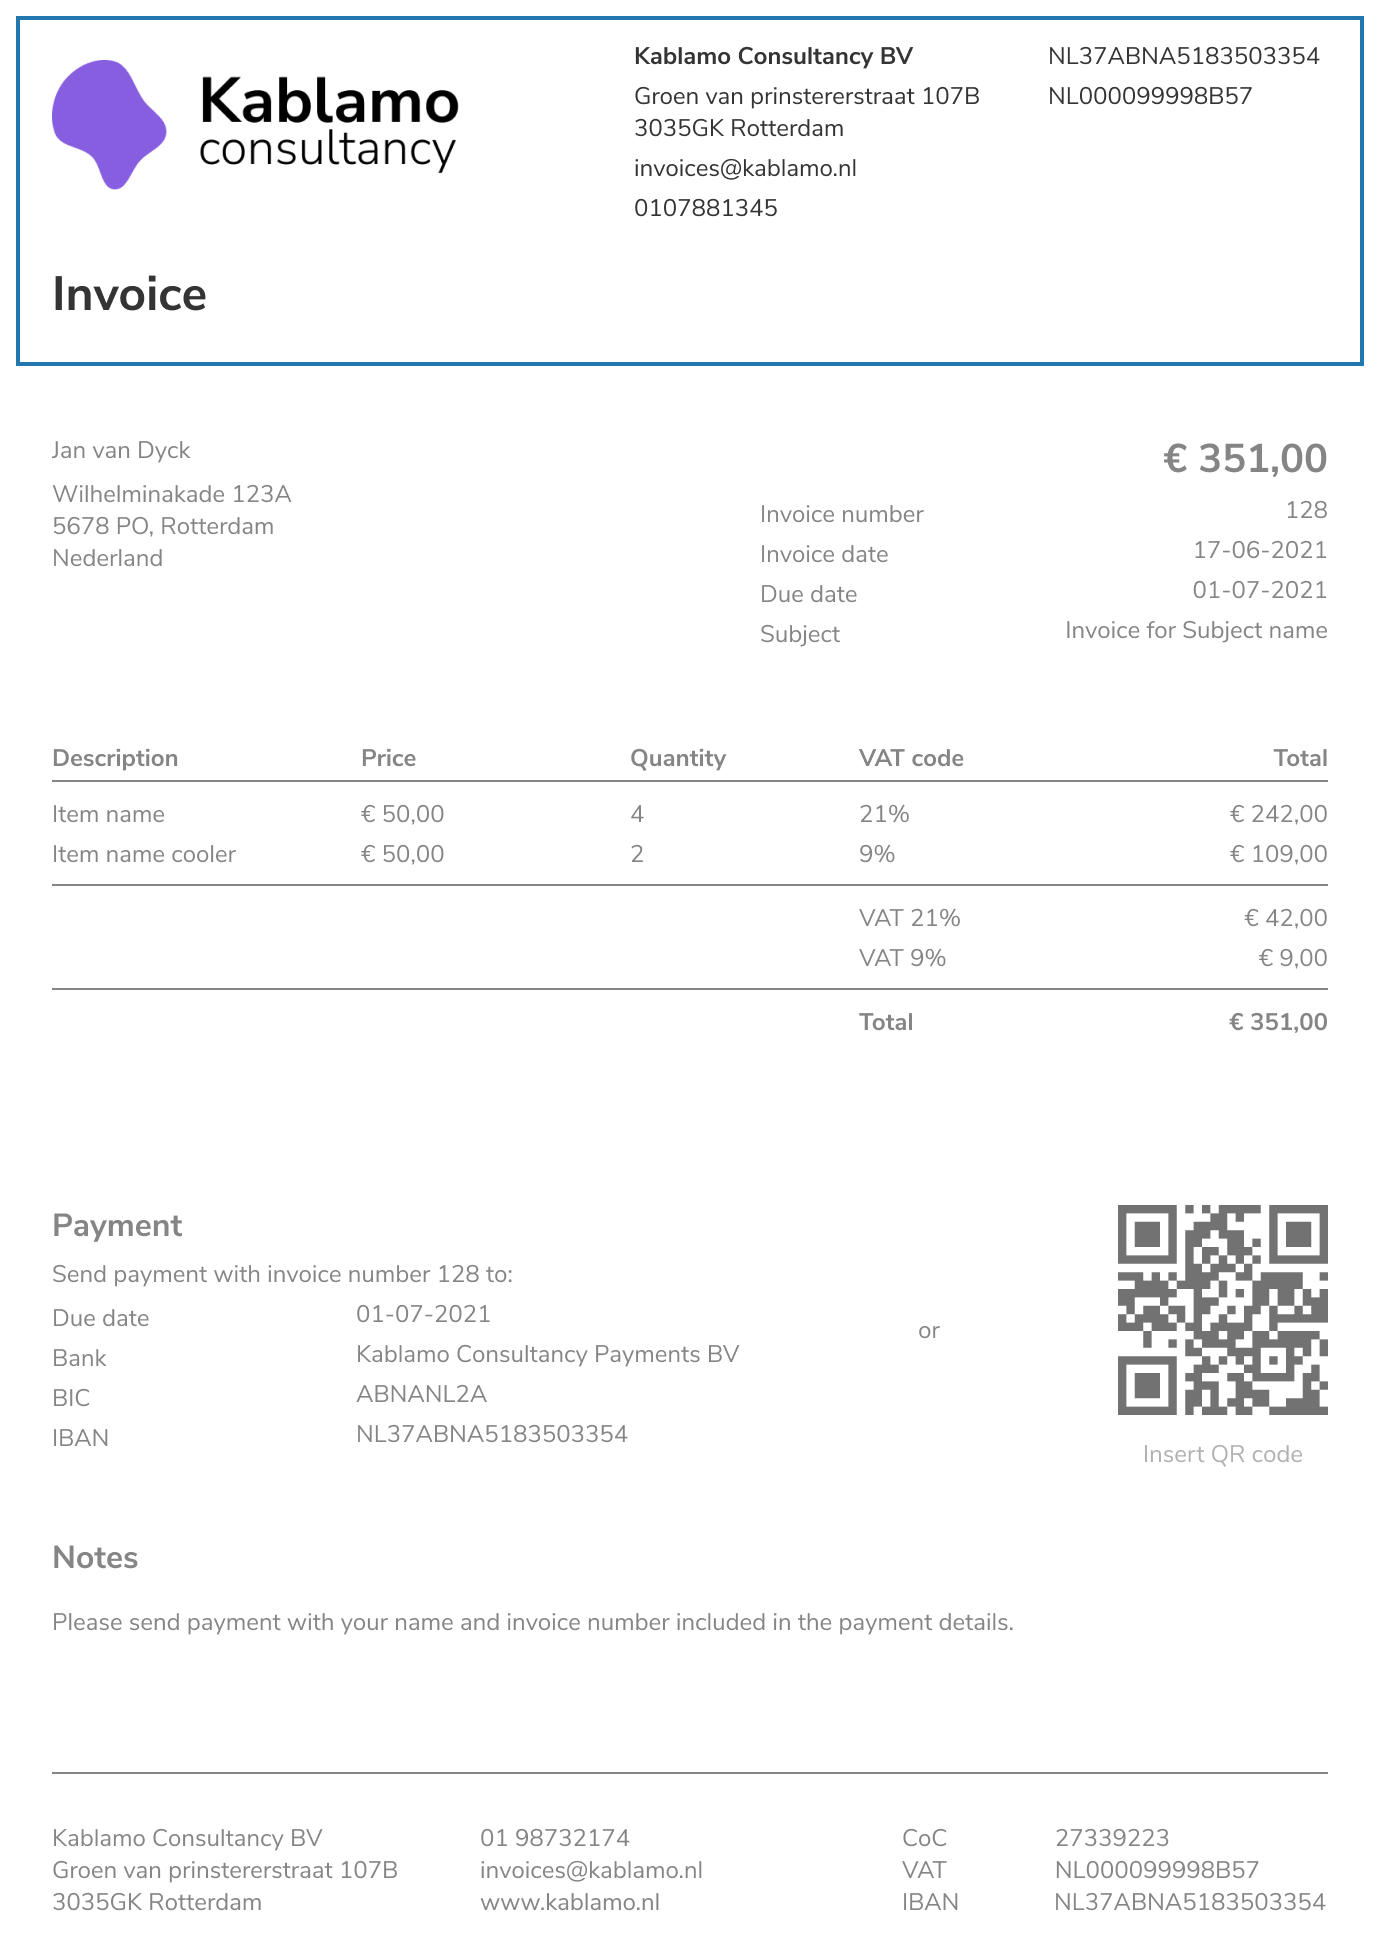 Kablamo
consultancy
Kablamo Consultancy BV
Groen van prinstererstraat 107B
3035GK Rotterdam
invoices@kablamo.nl
0107881345
NL37ABNA5183503354
NL000099998B57
Invoice
Jan van Dyck
Wilhelminakade 123A
5678 PO, Rotterdam
Nederland
€ 351,00
Invoice number 128
Invoice date 17-06-2021
Due date 01-07-2021
Subject Invoice for Subject name
Description Price Quantity VAT code Total
Item name € 50,00 4 21% € 242,00
Item name cooler € 50,00 2 9% € 109,00
VAT 21% € 42,00
VAT 9% € 9,00
Total € 351,00
Payment
Send payment with invoice number 128 to:
Due date 01-07-2021
Bank Kablamo Consultancy Payments BV
BIC ABNANL2A
IBAN NL37ABNA5183503354
or
Insert QR code
Notes
Please send payment with your name and invoice number included in the payment details.
Kablamo Consultancy BV
Groen van prinstererstraat 107B
3035GK Rotterdam
01 98732174
invoices@kablamo.nl
www.kablamo.nl
CoC 27339223
VAT NL000099998B57
IBAN NL37ABNA5183503354